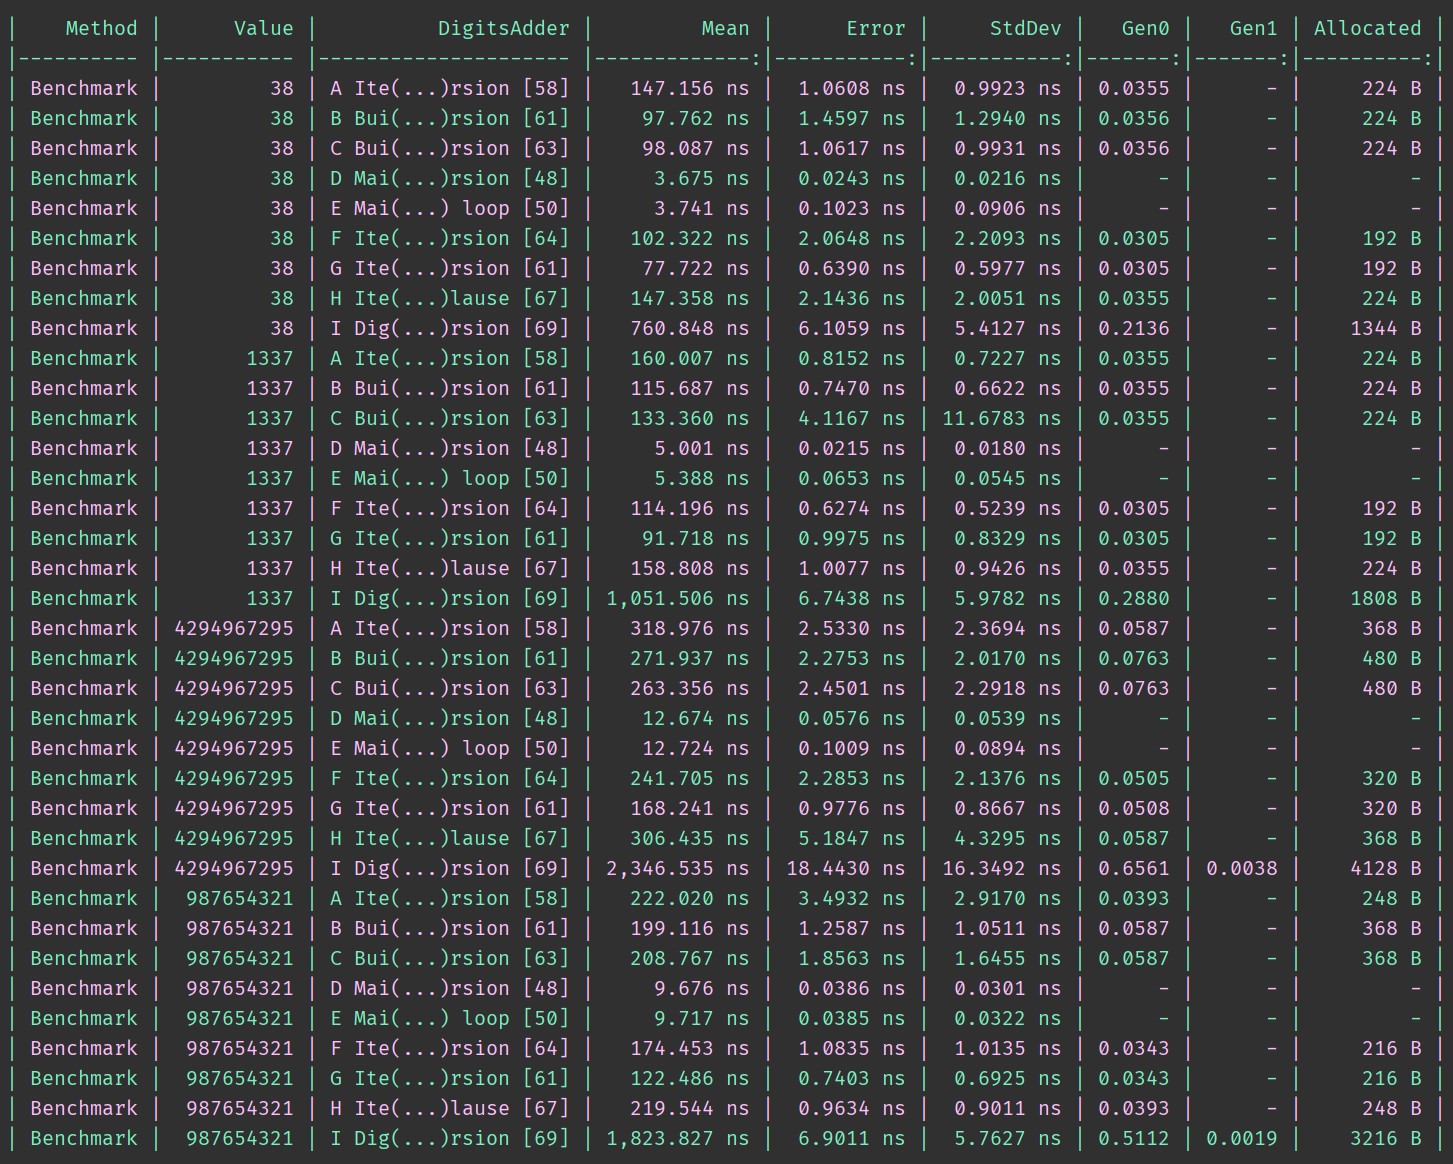 | Method | Value | DigitsAdder | Mean | Error | StdDev | Gen0 | Gen1 | Allocated |
|---------- |----------- |--------------------- |-------------:|-----------:|-----------:|-------:|-------:|----------:|
| Benchmark | 38 | A Ite(...)rsion [58] | 147.156 ns | 1.0608 ns | 0.9923 ns | 0.0355 | - | 224 B |
| Benchmark | 38 | B Bui(...)rsion [61] | 97.762 ns | 1.4597 ns | 1.2940 ns | 0.0356 | - | 224 B |
| Benchmark | 38 | C Bui(...)rsion [63] | 98.087 ns | 1.0617 ns | 0.9931 ns | 0.0356 | - | 224 B |
| Benchmark | 38 | D Mai(...)rsion [48] | 3.675 ns | 0.0243 ns | 0.0216 ns | - | - | - |
| Benchmark | 38 | E Mai(...) loop [50] | 3.741 ns | 0.1023 ns | 0.0906 ns | - | - | - |
| Benchmark | 38 | F Ite(...)rsion [64] | 102.322 ns | 2.0648 ns | 2.2093 ns | 0.0305 | - | 192 B |
| Benchmark | 38 | G Ite(...)rsion [61] | 77.722 ns | 0.6390 ns | 0.5977 ns | 0.0305 | - | 192 B |
| Benchmark | 38 | H Ite(...)lause [67] | 147.358 ns | 2.1436 ns | 2.0051 ns | 0.0355 | - | 224 B |
| Benchmark | 38 | I Dig(...)rsion [69] | 760.848 ns | 6.1059 ns | 5.4127 ns | 0.2136 | - | 1344 B |
| Benchmark | 1337 | A Ite(...)rsion [58] | 160.007 ns | 0.8152 ns | 0.7227 ns | 0.0355 | - | 224 B |
| Benchmark | 1337 | B Bui(...)rsion [61] | 115.687 ns | 0.7470 ns | 0.6622 ns | 0.0355 | - | 224 B |
| Benchmark | 1337 | C Bui(...)rsion [63] | 133.360 ns | 4.1167 ns | 11.6783 ns | 0.0355 | - | 224 B |
| Benchmark | 1337 | D Mai(...)rsion [48] | 5.001 ns | 0.0215 ns | 0.0180 ns | - | - | - |
| Benchmark | 1337 | E Mai(...) loop [50] | 5.388 ns | 0.0653 ns | 0.0545 ns | - | - | - |
| Benchmark | 1337 | F Ite(...)rsion [64] | 114.196 ns | 0.6274 ns | 0.5239 ns | 0.0305 | - | 192 B |
| Benchmark | 1337 | G Ite(...)rsion [61] | 91.718 ns | 0.9975 ns | 0.8329 ns | 0.0305 | - | 192 B |
| Benchmark | 1337 | H Ite(...)lause [67] | 158.808 ns | 1.0077 ns | 0.9426 ns | 0.0355 | - | 224 B |
| Benchmark | 1337 | I Dig(...)rsion [69] | 1,051.506 ns | 6.7438 ns | 5.9782 ns | 0.2880 | - | 1808 B |
| Benchmark | 4294967295 | A Ite(...)rsion [58] | 318.976 ns | 2.5330 ns | 2.3694 ns | 0.0587 | - | 368 B |
| Benchmark | 4294967295 | B Bui(...)rsion [61] | 271.937 ns | 2.2753 ns | 2.0170 ns | 0.0763 | - | 480 B |
| Benchmark | 4294967295 | C Bui(...)rsion [63] | 263.356 ns | 2.4501 ns | 2.2918 ns | 0.0763 | - | 480 B |
| Benchmark | 4294967295 | D Mai(...)rsion [48] | 12.674 ns | 0.0576 ns | 0.0539 ns | - | - | - |
| Benchmark | 4294967295 | E Mai(...) loop [50] | 12.724 ns | 0.1009 ns | 0.0894 ns | - | - | - |
| Benchmark | 4294967295 | F Ite(...)rsion [64] | 241.705 ns | 2.2853 ns | 2.1376 ns | 0.0505 | - | 320 B |
| Benchmark | 4294967295 | G Ite(...)rsion [61] | 168.241 ns | 0.9776 ns | 0.8667 ns | 0.0508 | - | 320 B |
| Benchmark | 4294967295 | H Ite(...)lause [67] | 306.435 ns | 5.1847 ns | 4.3295 ns | 0.0587 | - | 368 B |
| Benchmark | 4294967295 | I Dig(...)rsion [69] | 2,346.535 ns | 18.4430 ns | 16.3492 ns | 0.6561 | 0.0038 | 4128 B |
| Benchmark | 987654321 | A Ite(...)rsion [58] | 222.020 ns | 3.4932 ns | 2.9170 ns | 0.0393 | - | 248 B |
| Benchmark | 987654321 | B Bui(...)rsion [61] | 199.116 ns | 1.2587 ns | 1.0511 ns | 0.0587 | - | 368 B |
| Benchmark | 987654321 | C Bui(...)rsion [63] | 208.767 ns | 1.8563 ns | 1.6455 ns | 0.0587 | - | 368 B |
| Benchmark | 987654321 | D Mai(...)rsion [48] | 9.676 ns | 0.0386 ns | 0.0301 ns | - | - | - |
| Benchmark | 987654321 | E Mai(...) loop [50] | 9.717 ns | 0.0385 ns | 0.0322 ns | - | - | - |
| Benchmark | 987654321 | F Ite(...)rsion [64] | 174.453 ns | 1.0835 ns | 1.0135 ns | 0.0343 | - | 216 B |
| Benchmark | 987654321 | G Ite(...)rsion [61] | 122.486 ns | 0.7403 ns | 0.6925 ns | 0.0343 | - | 216 B |
| Benchmark | 987654321 | H Ite(...)lause [67] | 219.544 ns | 0.9634 ns | 0.9011 ns | 0.0393 | - | 248 B |
| Benchmark | 987654321 | I Dig(...)rsion [69] | 1,823.827 ns | 6.9011 ns | 5.7627 ns | 0.5112 | 0.0019 | 3216 B |